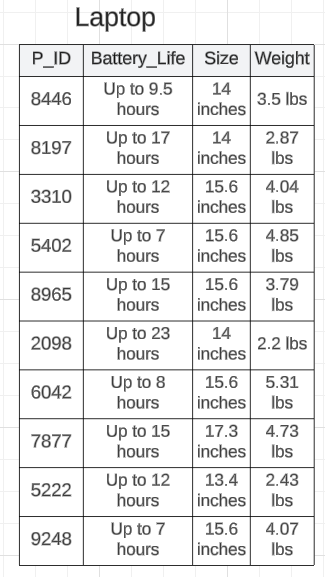 Laptop
P_ID Battery_Life Size Weight
8446 Up to 9.5 hours 14 inches 3.5 lbs
8197 Up to 17 hours 14 inches 2.87 lbs
3310 Up to 12 hours 15.6 inches 4.04 lbs
5402 Up to 7 hours 15.6 inches 4.85 lbs
8965 Up to 15 hours 15.6 inches 3.79 lbs
2098 Up to 23 hours 14 inches 2.2 lbs
6042 Up to 8 hours 15.6 inches 5.31 lbs
7877 Up to 15 hours 17.3 inches 4.73 lbs
5222 Up to 12 hours 13.4 inches 2.43 lbs
9248 Up to 7 hours 15.6 inches 4.07 lbs